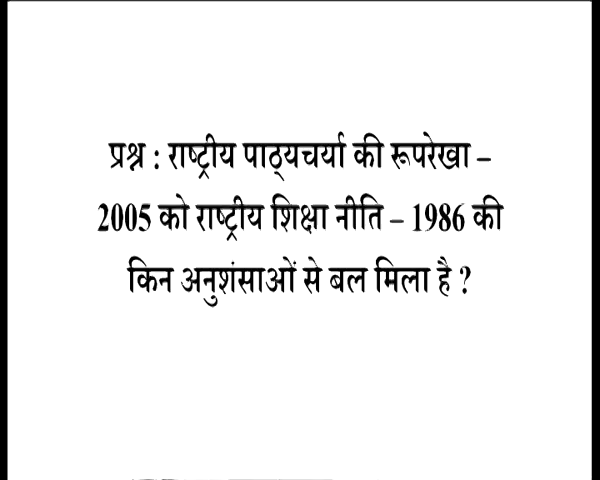 प्रश्न : राष्ट्रीय पाठ्यचर्या की रूपरेखा –
2005 को राष्ट्रीय शिक्षा नीति – 1986 की
किन अनुशंसाओं से बल मिला है ?